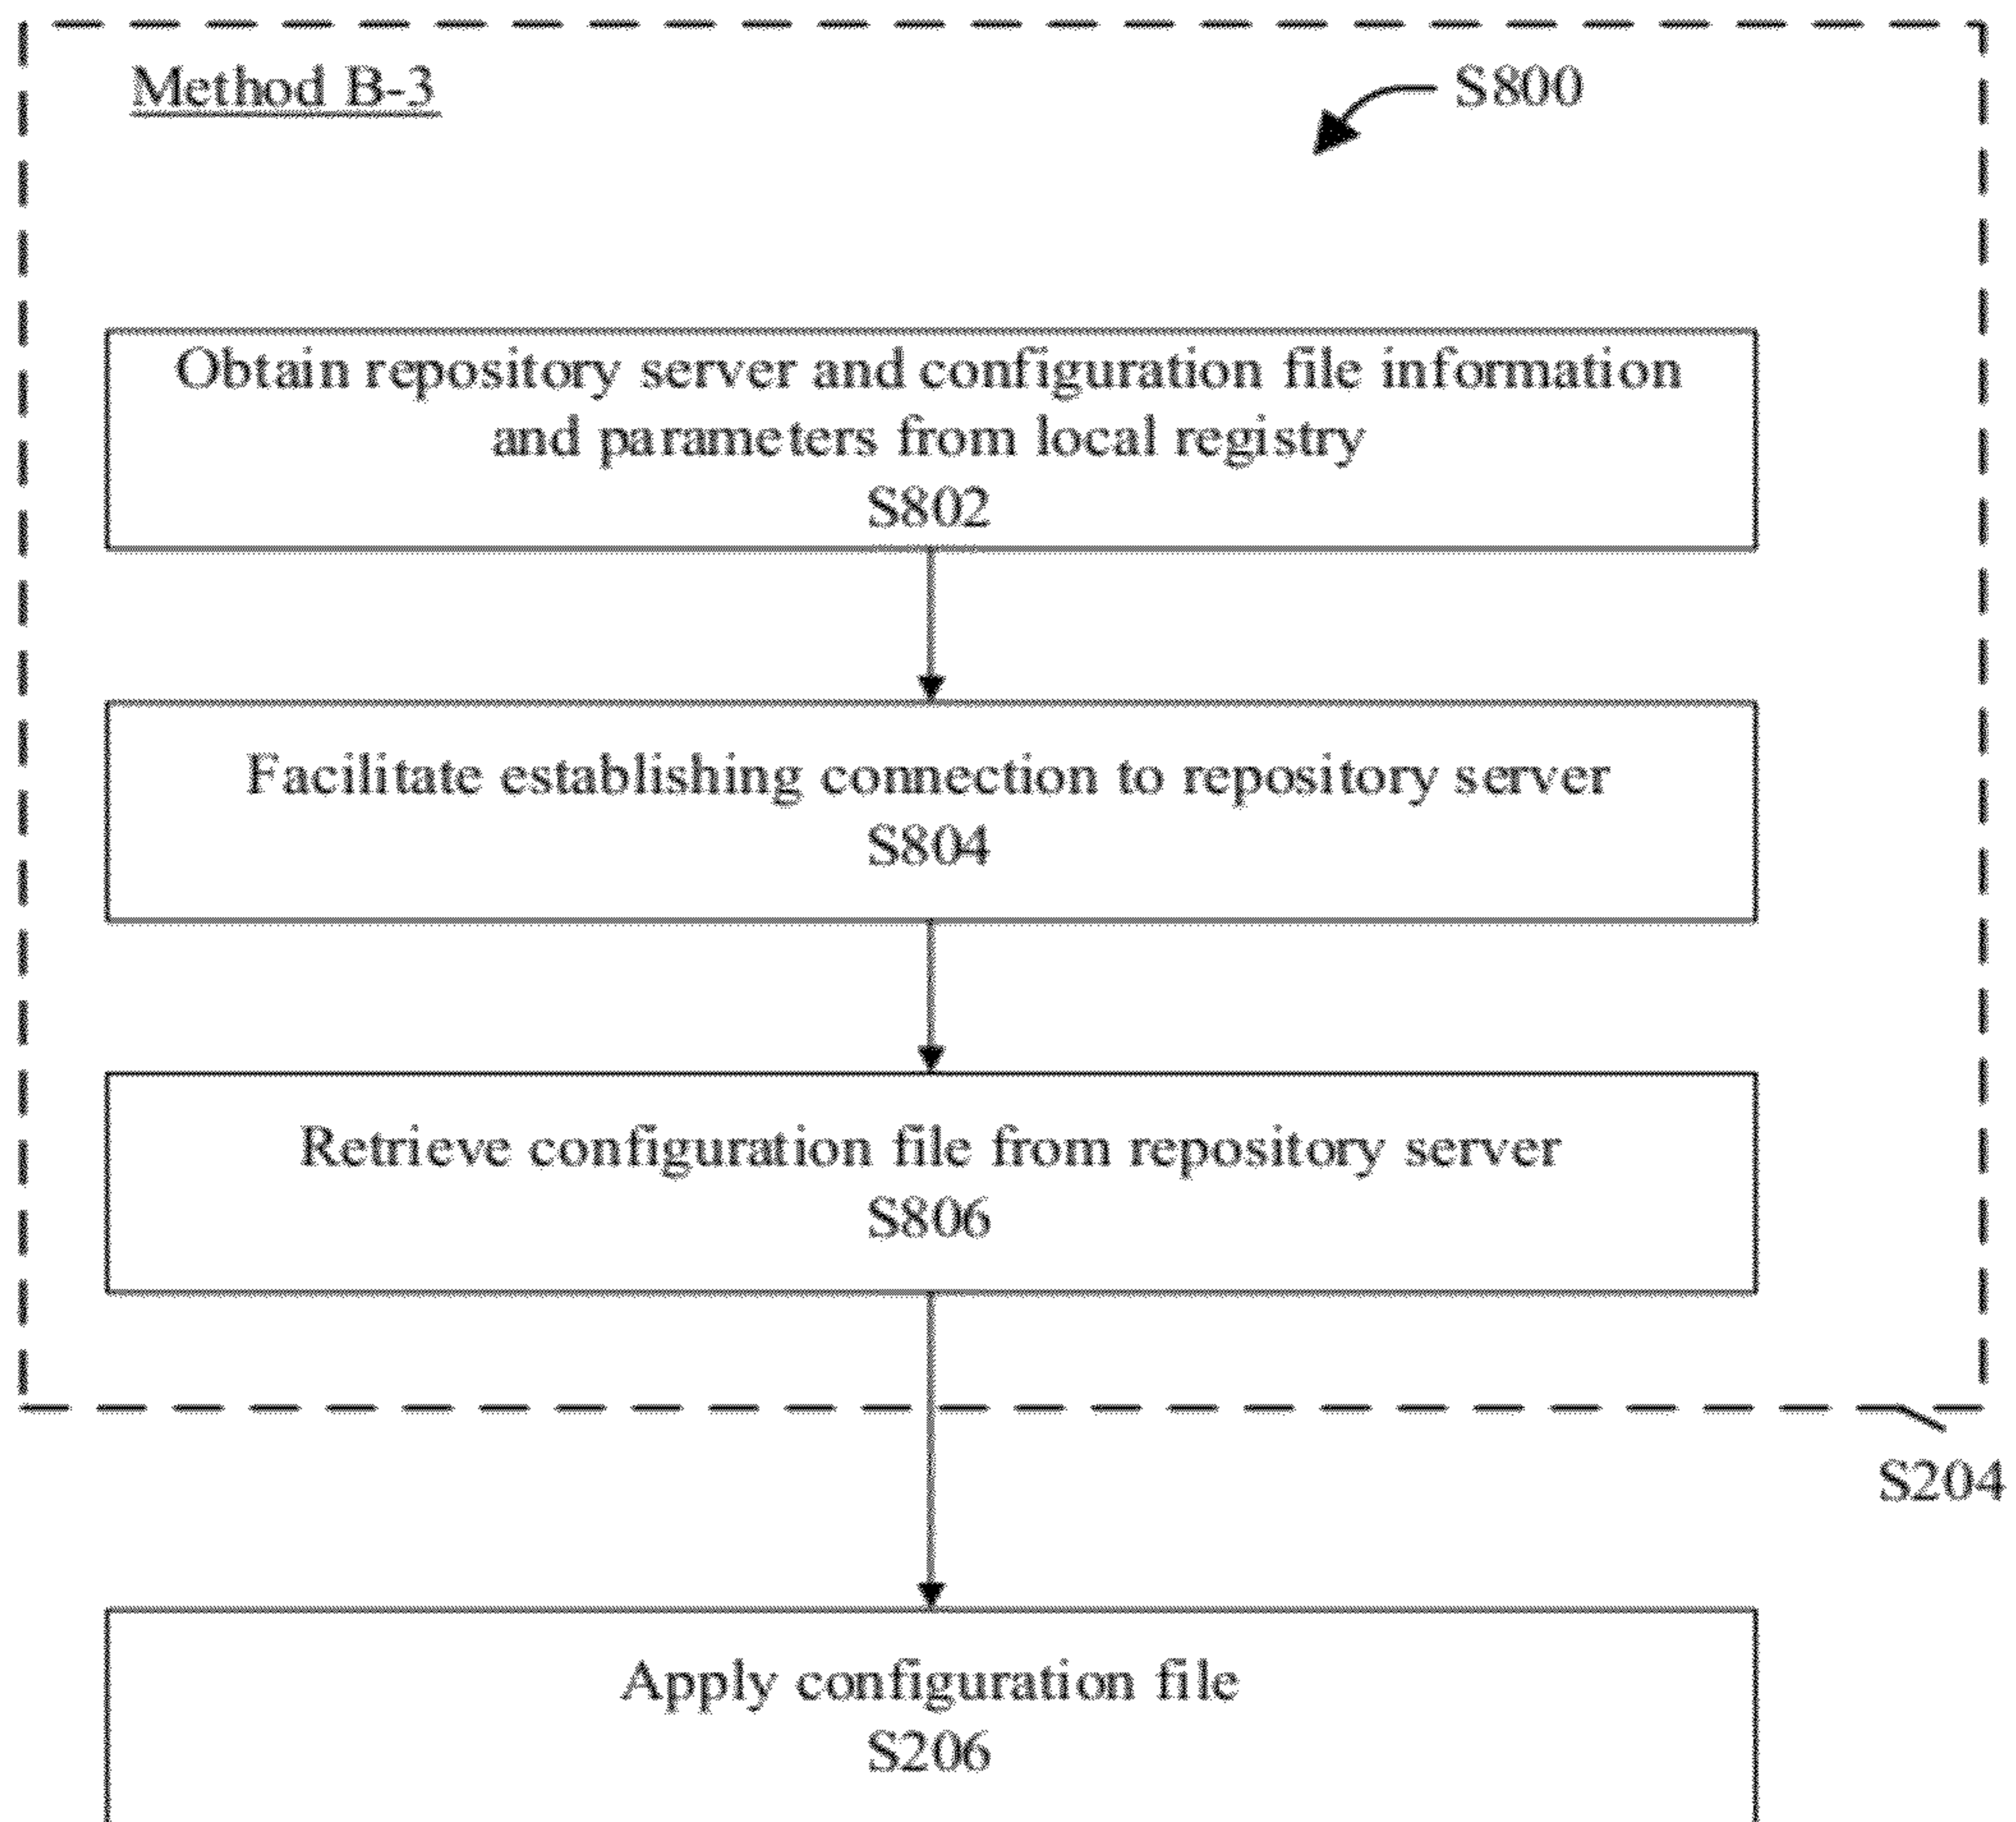 Method B-3
S800
Obtain repository server and configuration file information
and parameters from local registry
S802
Facilitate establishing connection to repository server
S804
Retrieve configuration file from repository server
S806
S204
Apply configuration file
S206